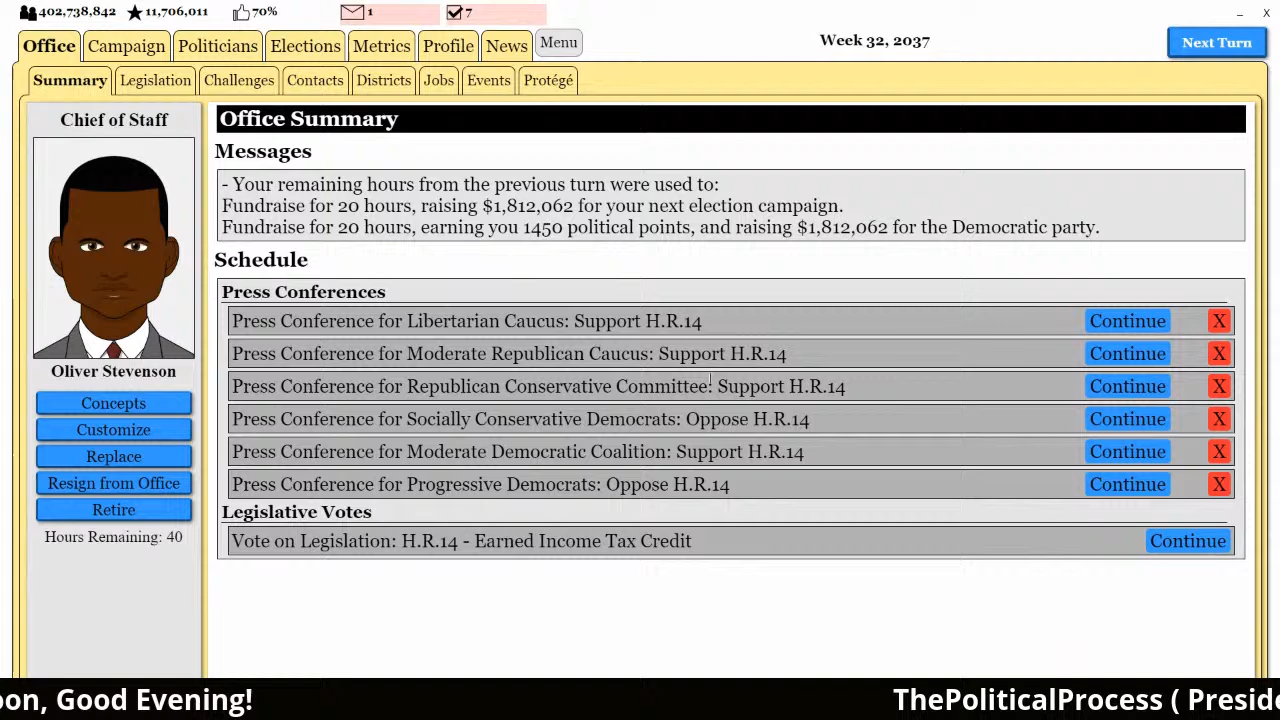 402,738,842 11,706,011 70% 1 7 _ X
Office Campaign Politicians Elections Metrics Profile News Menu Week 32, 2037 Next Turn
Summary Legislation Challenges Contacts Districts Jobs Events Protégé
Chief of Staff
Oliver Stevenson
Concepts
Customize
Replace
Resign from Office
Retire
Hours Remaining: 40
Office Summary
Messages
- Your remaining hours from the previous turn were used to:
Fundraise for 20 hours, raising $1,812,062 for your next election campaign.
Fundraise for 20 hours, earning you 1450 political points, and raising $1,812,062 for the Democratic party.
Schedule
Press Conferences
Press Conference for Libertarian Caucus: Support H.R.14 Continue X
Press Conference for Moderate Republican Caucus: Support H.R.14 Continue X
Press Conference for Republican Conservative Committee: Support H.R.14 Continue X
Press Conference for Socially Conservative Democrats: Oppose H.R.14 Continue X
Press Conference for Moderate Democratic Coalition: Support H.R.14 Continue X
Press Conference for Progressive Democrats: Oppose H.R.14 Continue X
Legislative Votes
Vote on Legislation: H.R.14 - Earned Income Tax Credit Continue
oon, Good Evening! ThePoliticalProcess ( Preside